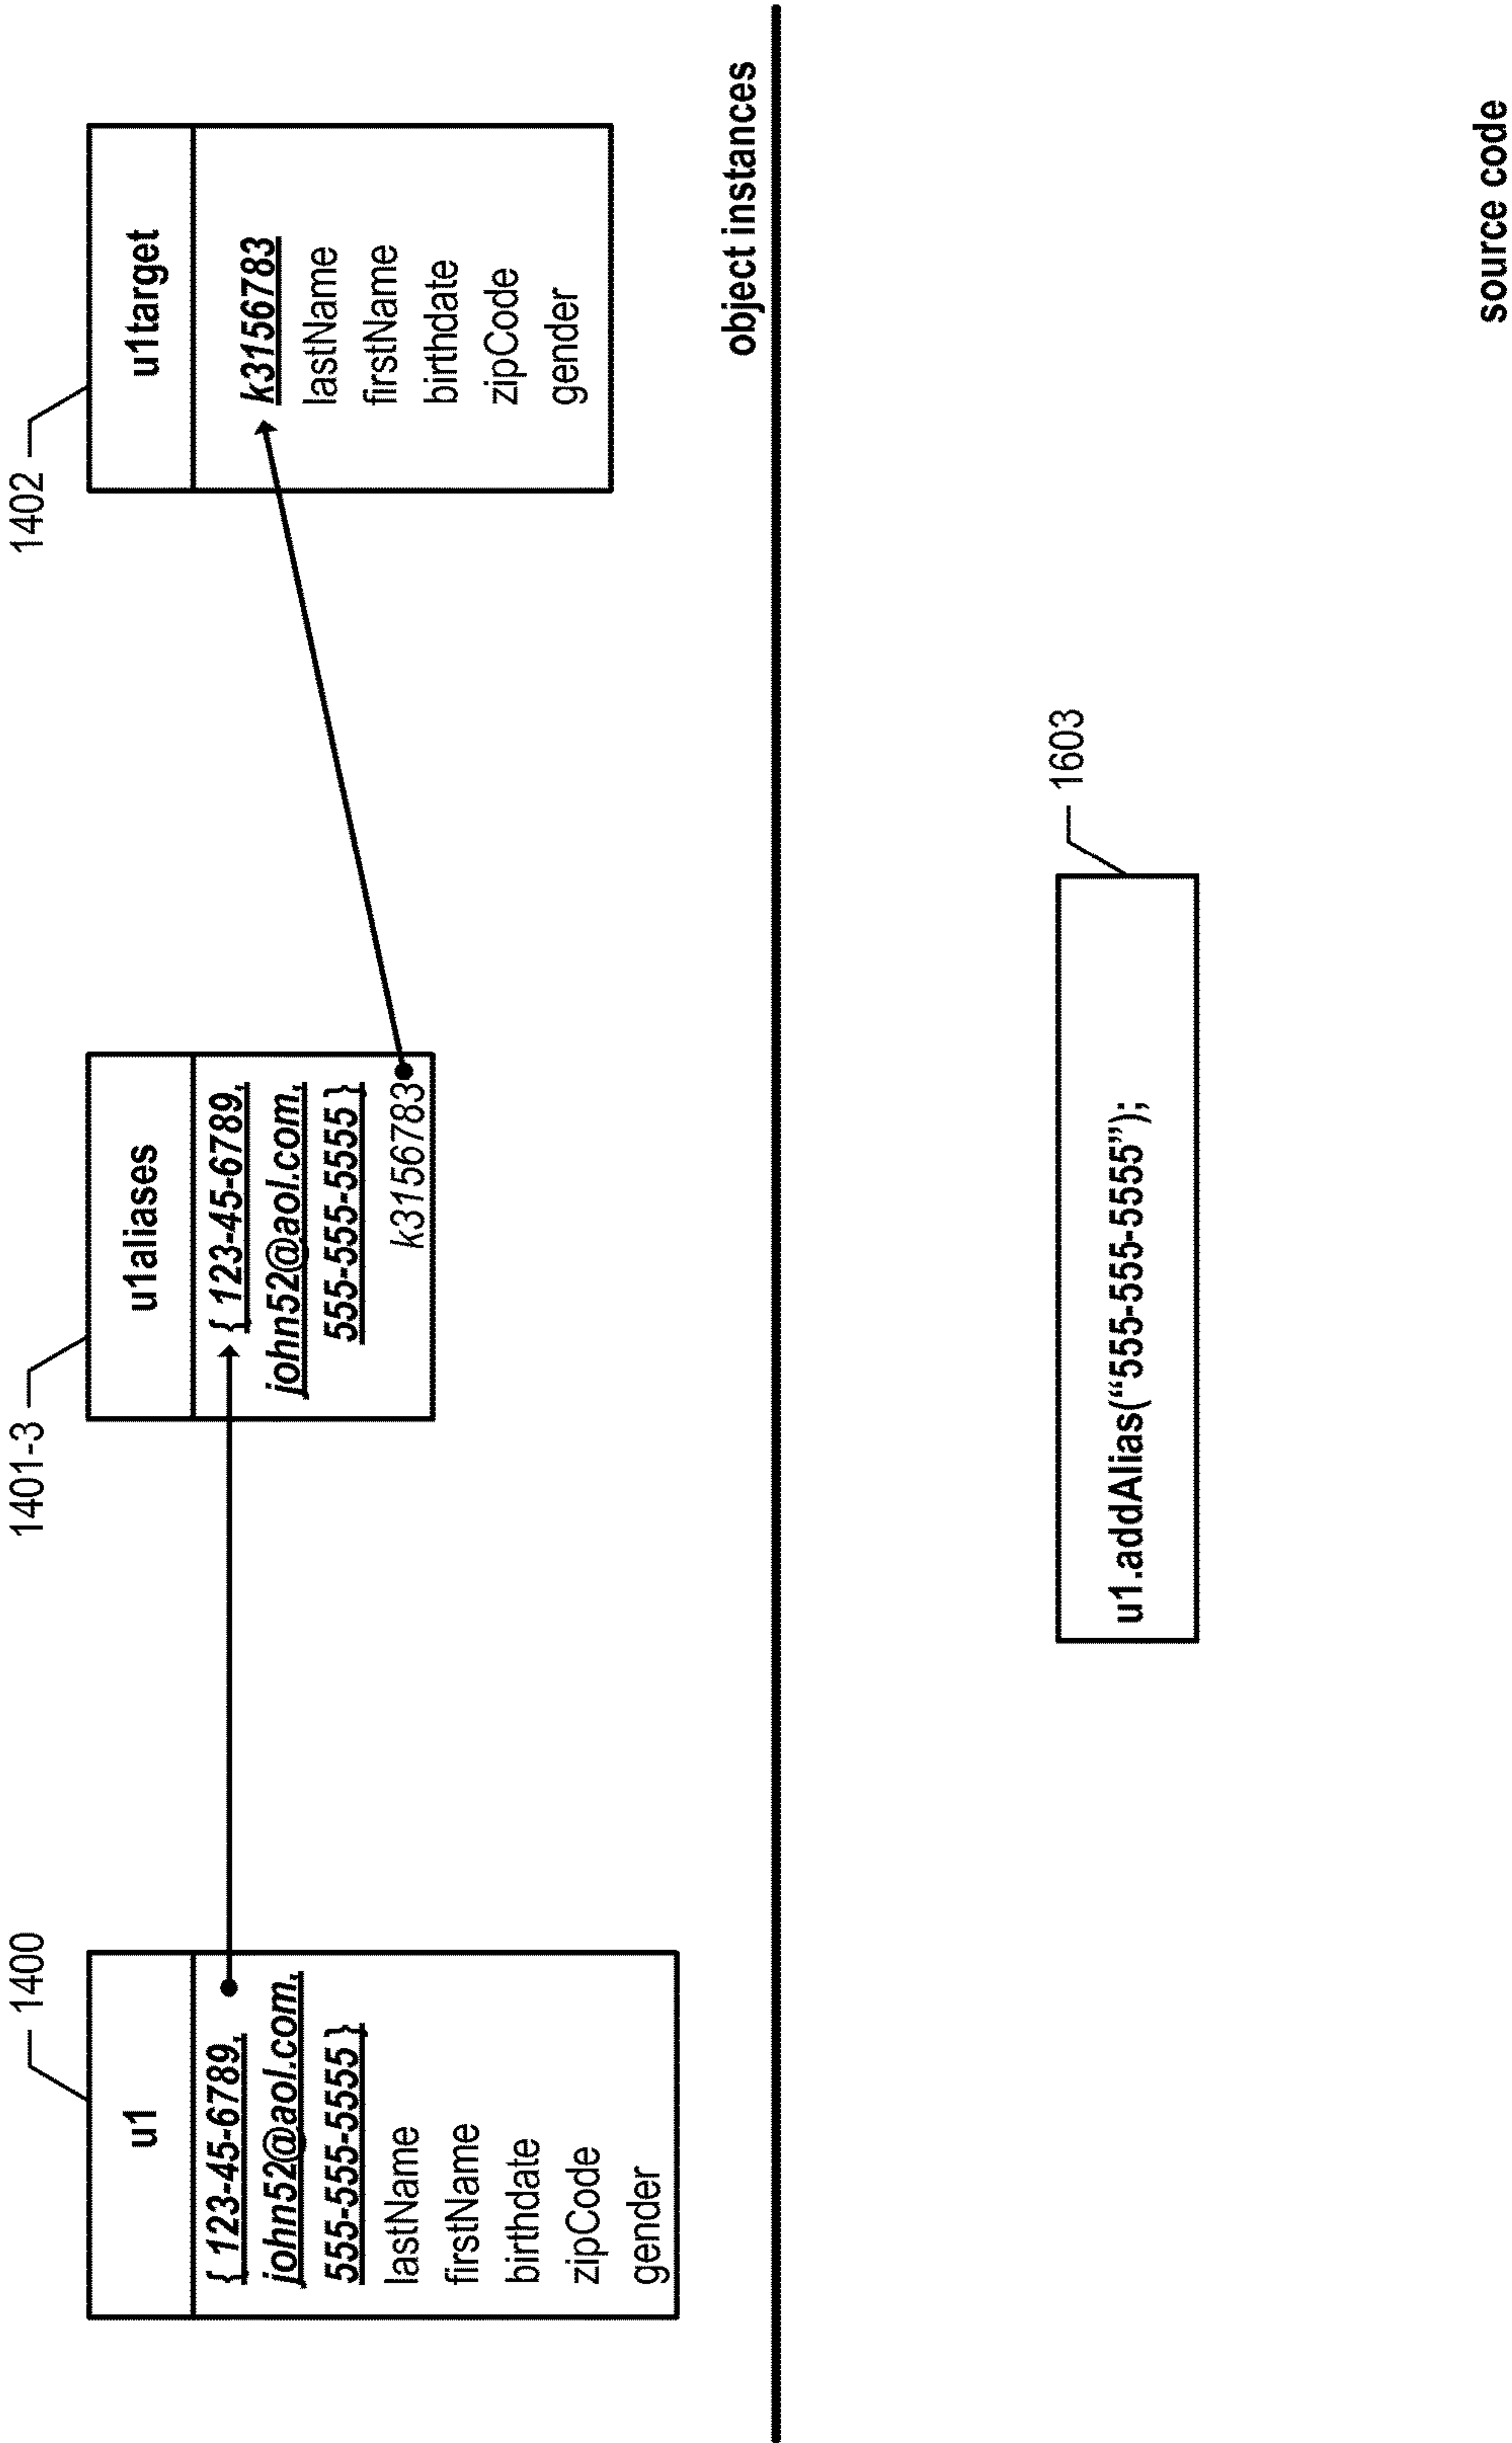 1400
u1
{ 123-45-6789,
john52@aol.com,
555-555-5555 }
lastName
firstName
birthdate
zipCode
gender
1401-3
u1aliases
{ 123-45-6789,
john52@aol.com,
555-555-5555 }
k3156783
1402
u1target
k3156783
lastName
firstName
birthdate
zipCode
gender
object instances
1603
u1.addAlias(“555-555-5555”);
source code